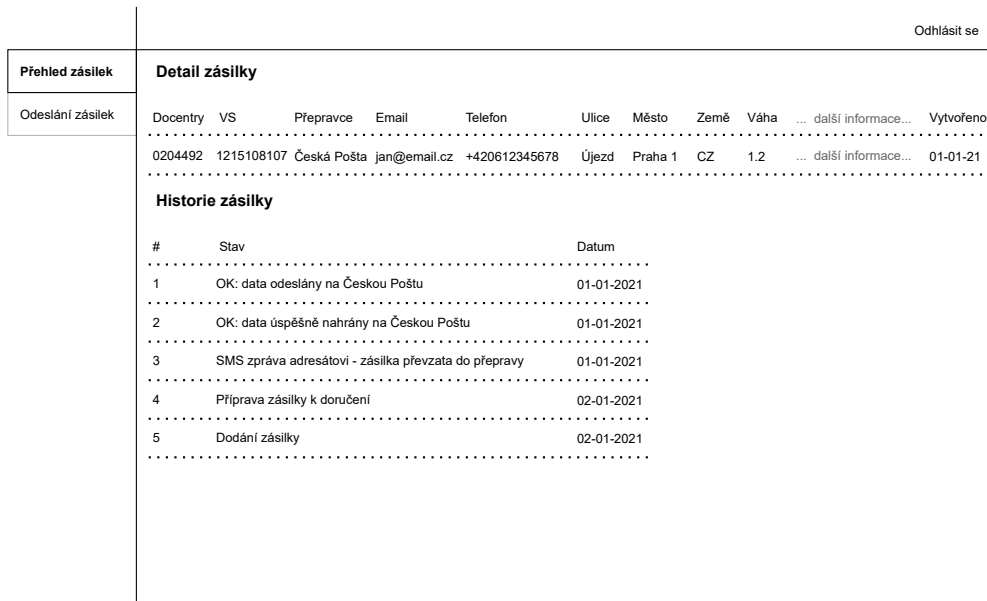 Odhlásit se
Přehled zásilek
Odeslání zásilek
Detail zásilky
Docentry VS Přepravce Email Telefon Ulice Město Země Váha ... další informace... Vytvořeno
0204492 1215108107 Česká Pošta jan@email.cz +420612345678 Újezd Praha 1 CZ 1.2 ... další informace... 01-01-21
Historie zásilky
# Stav Datum
1 OK: data odeslány na Českou Poštu 01-01-2021
2 OK: data úspěšně nahrány na Českou Poštu 01-01-2021
3 SMS zpráva adresátovi - zásilka převzata do přepravy 01-01-2021
4 Příprava zásilky k doručení 02-01-2021
5 Dodání zásilky 02-01-2021